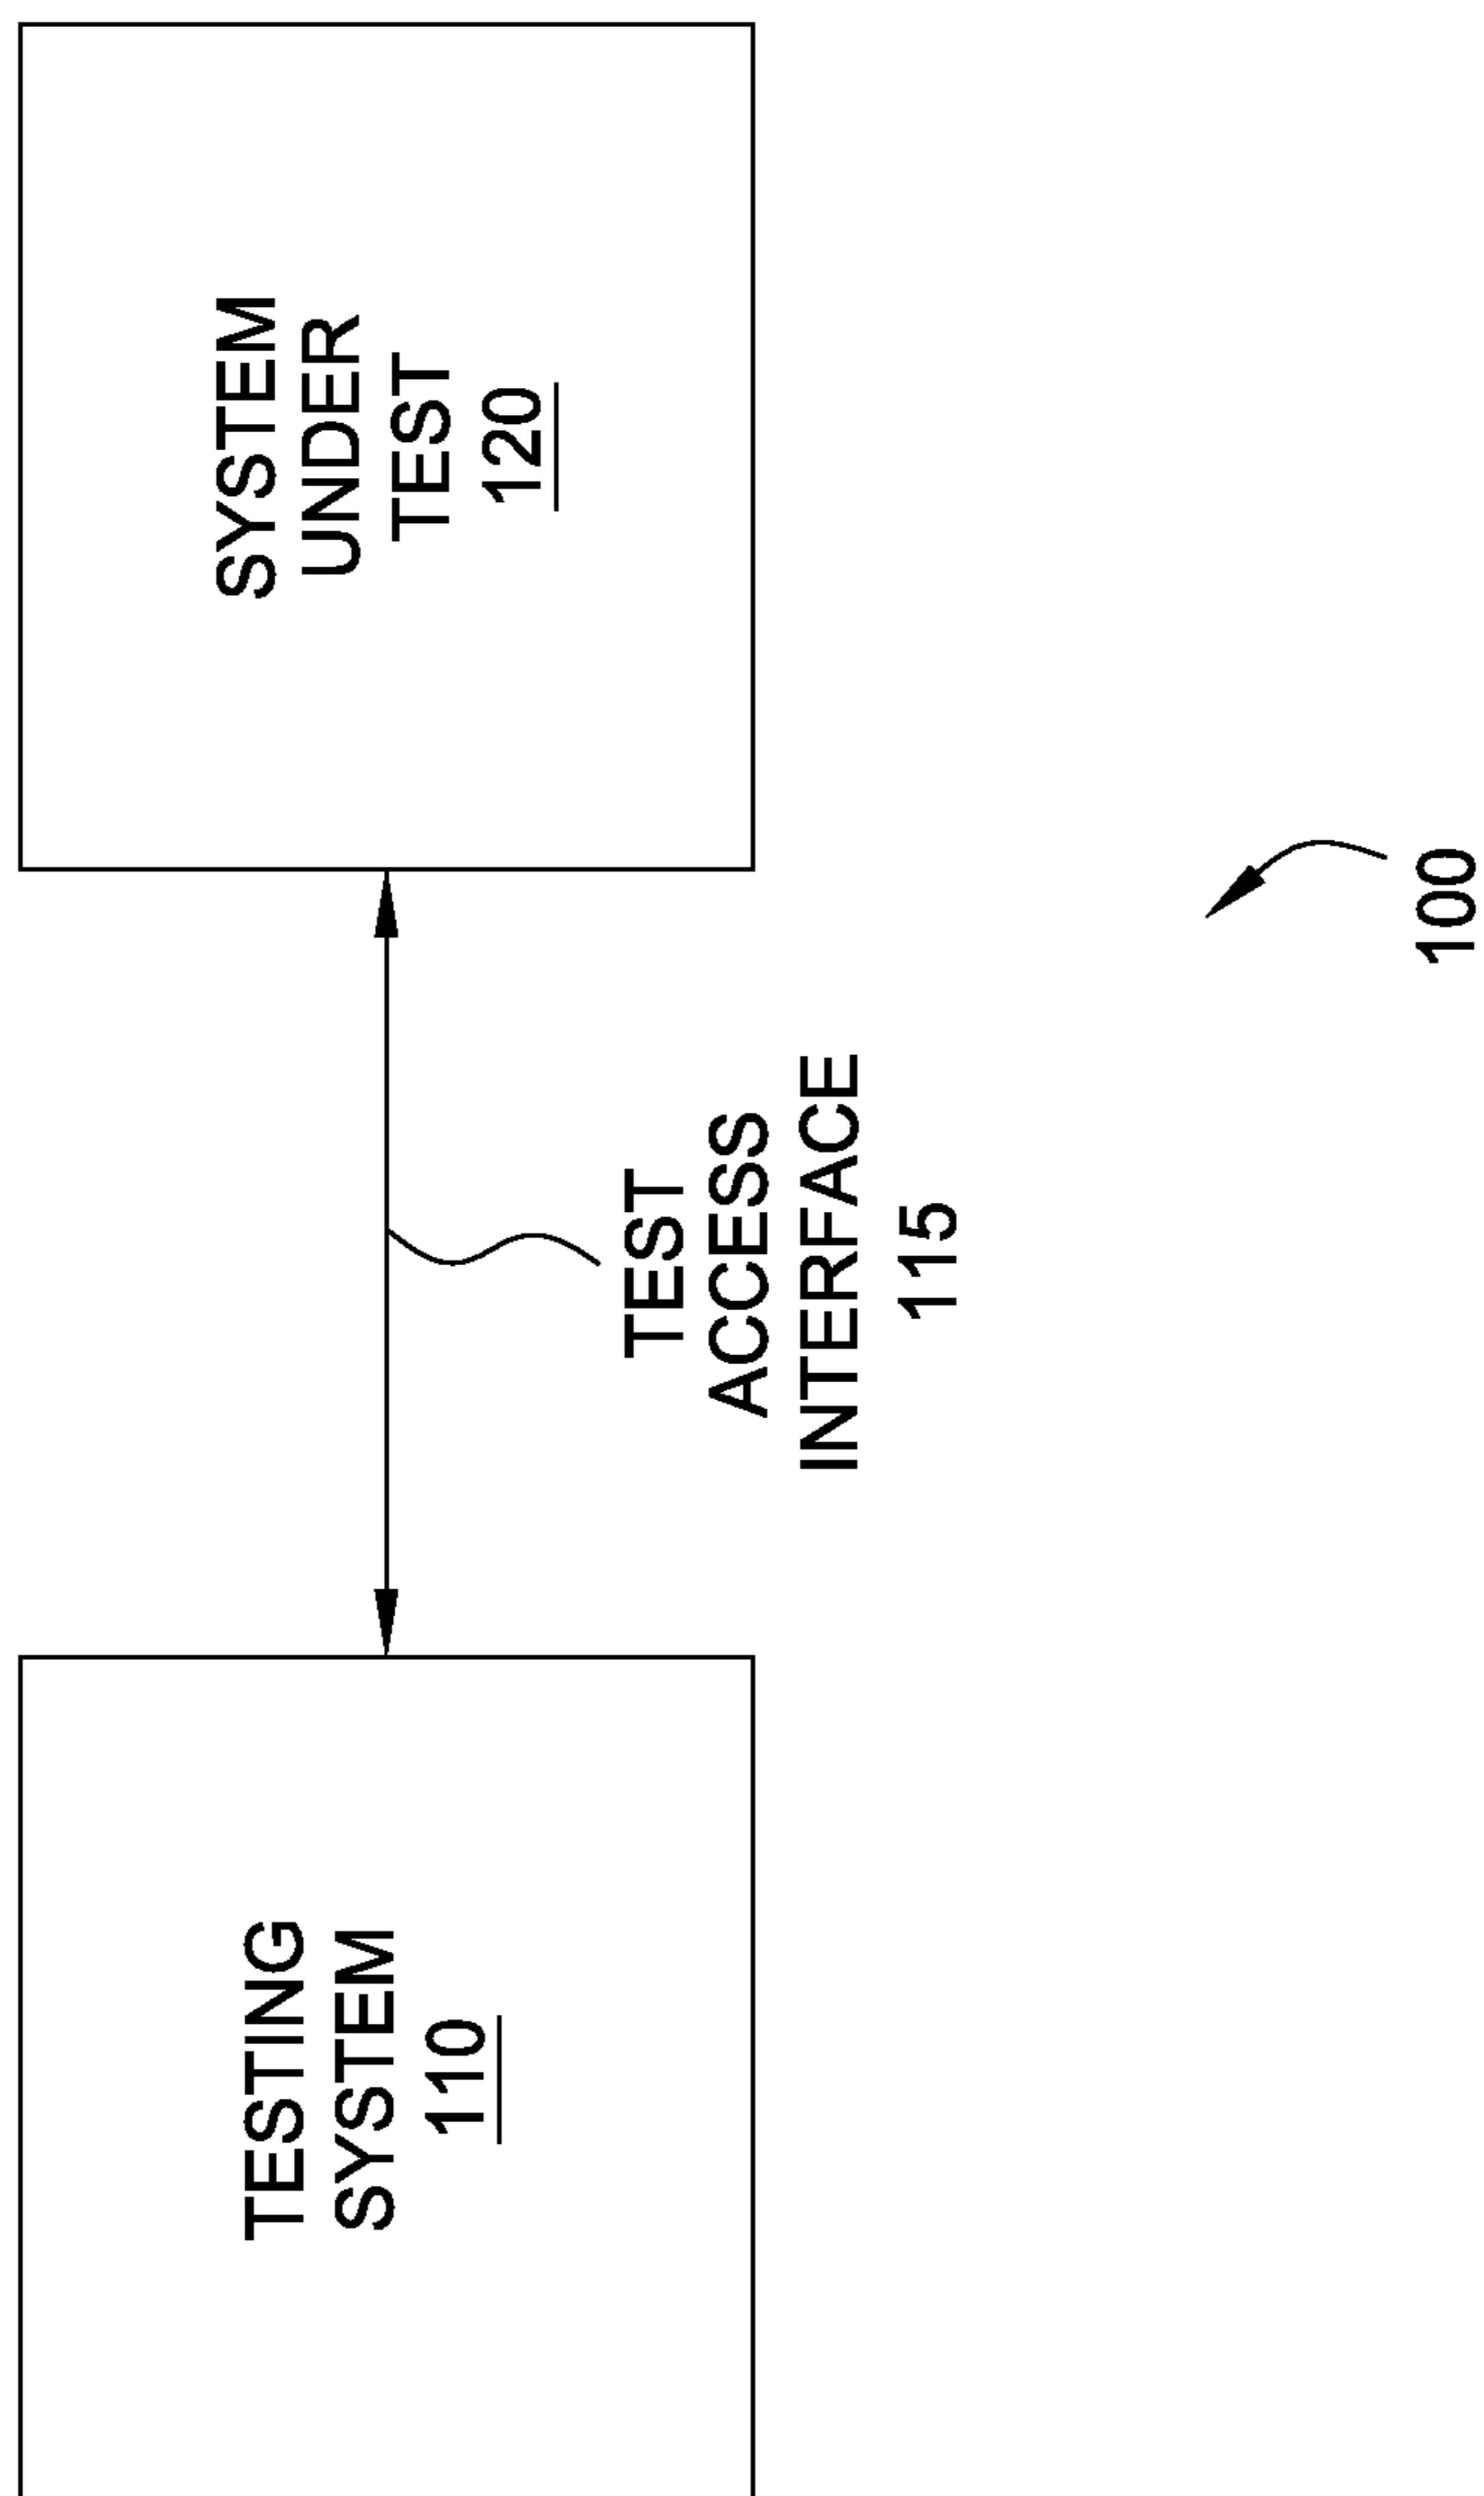 TESTING
SYSTEM
110
TEST
ACCESS
INTERFACE
115
SYSTEM
UNDER
TEST
120
100